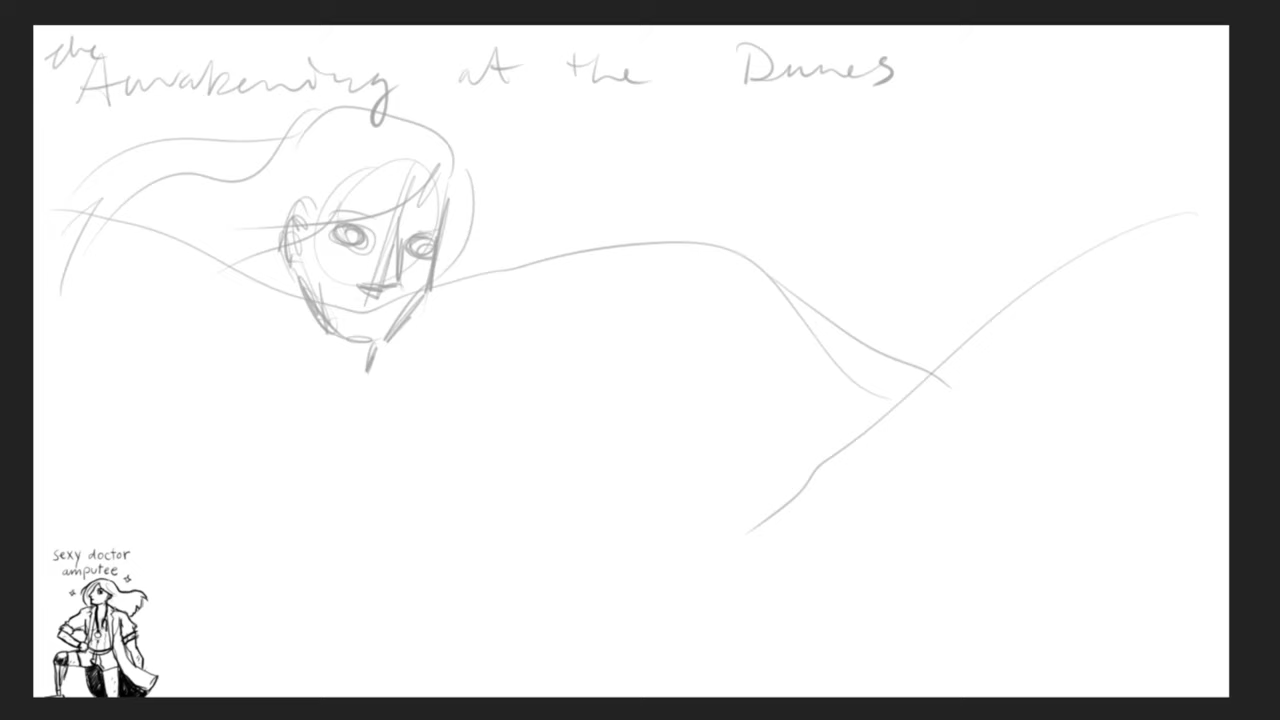 the
Awakening at the Dunes
sexy doctor
amputee